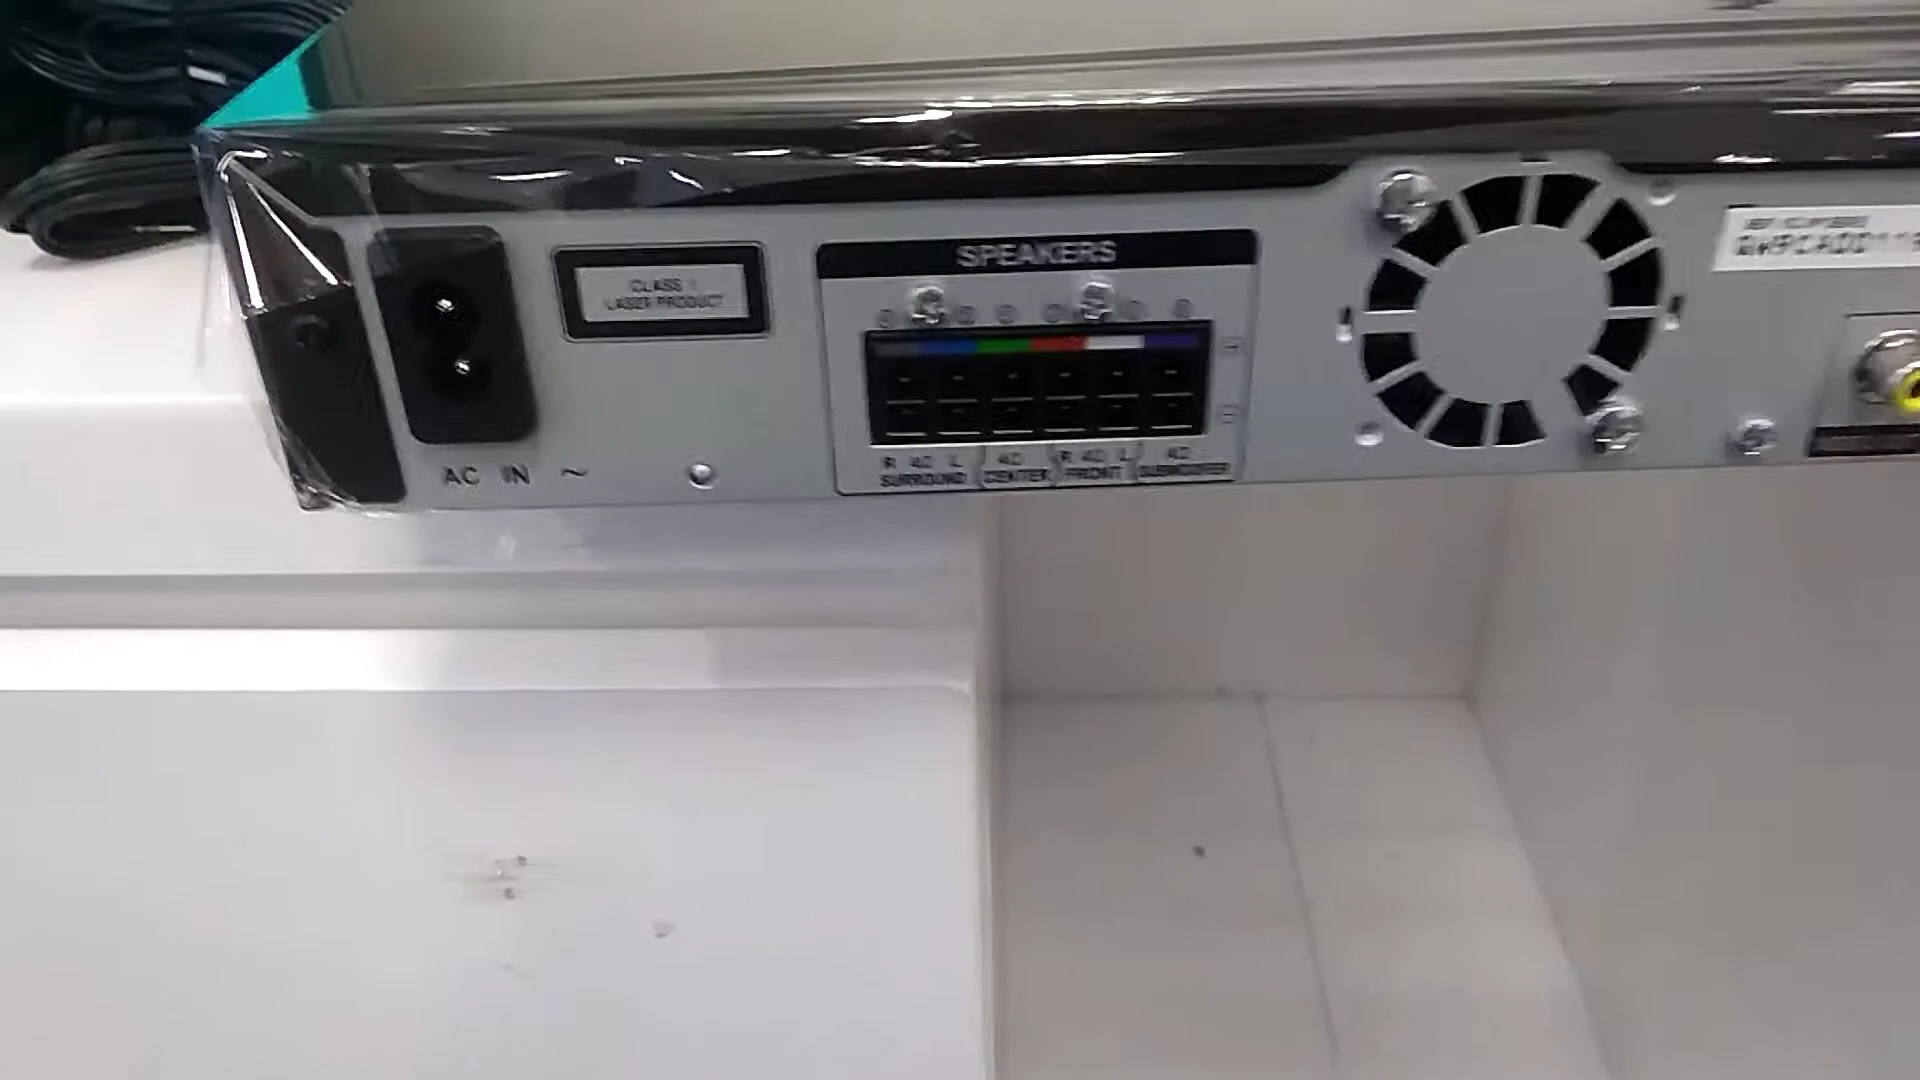 SPEAKERS
CLASS 1
LASER PRODUCT
AC IN ~
R 4Ω L 4Ω R 4Ω L 4Ω
SURROUND CENTER FRONT SUBWOOFER